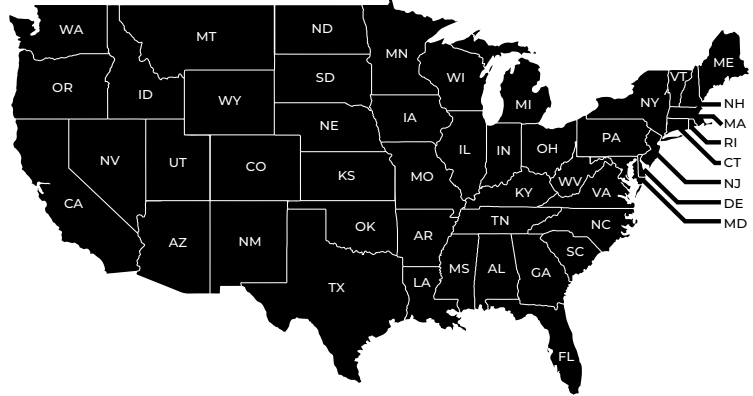 WA
MT
ND
MN
ME
OR
ID
WY
SD
WI
MI
NY
VT
NH
MA
RI
CT
NJ
DE
MD
NV
UT
CO
NE
IA
IL
IN
OH
PA
CA
AZ
NM
KS
MO
KY
WV
VA
OK
AR
TN
NC
TX
LA
MS
AL
GA
SC
FL